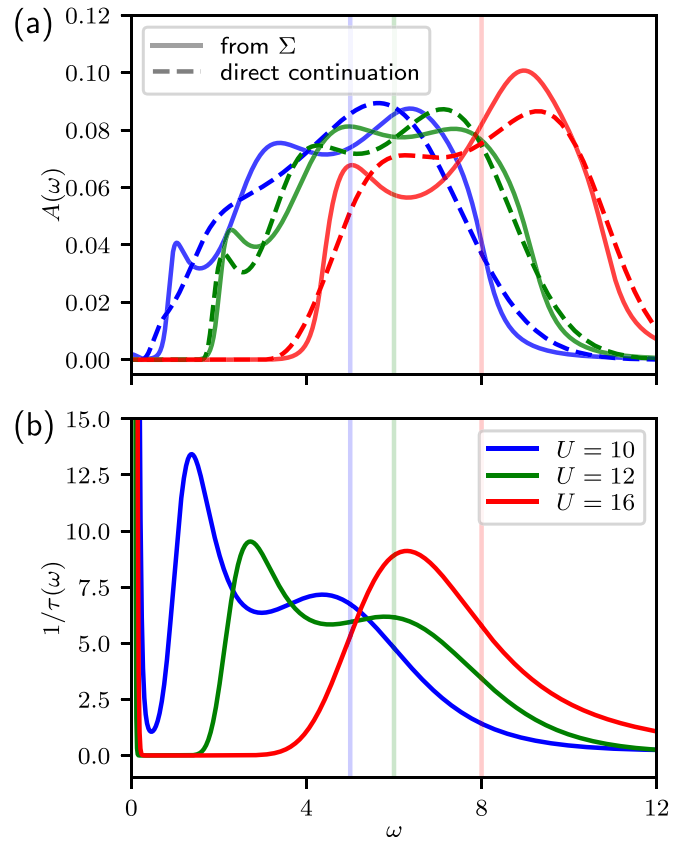 (a)
0.12
0.10
0.08
0.06
0.04
0.02
0.00
A(ω)
from Σ
direct continuation
(b)
15.0
12.5
10.0
7.5
5.0
2.5
0.0
1/τ(ω)
U = 10
U = 12
U = 16
0 4 8 12
ω